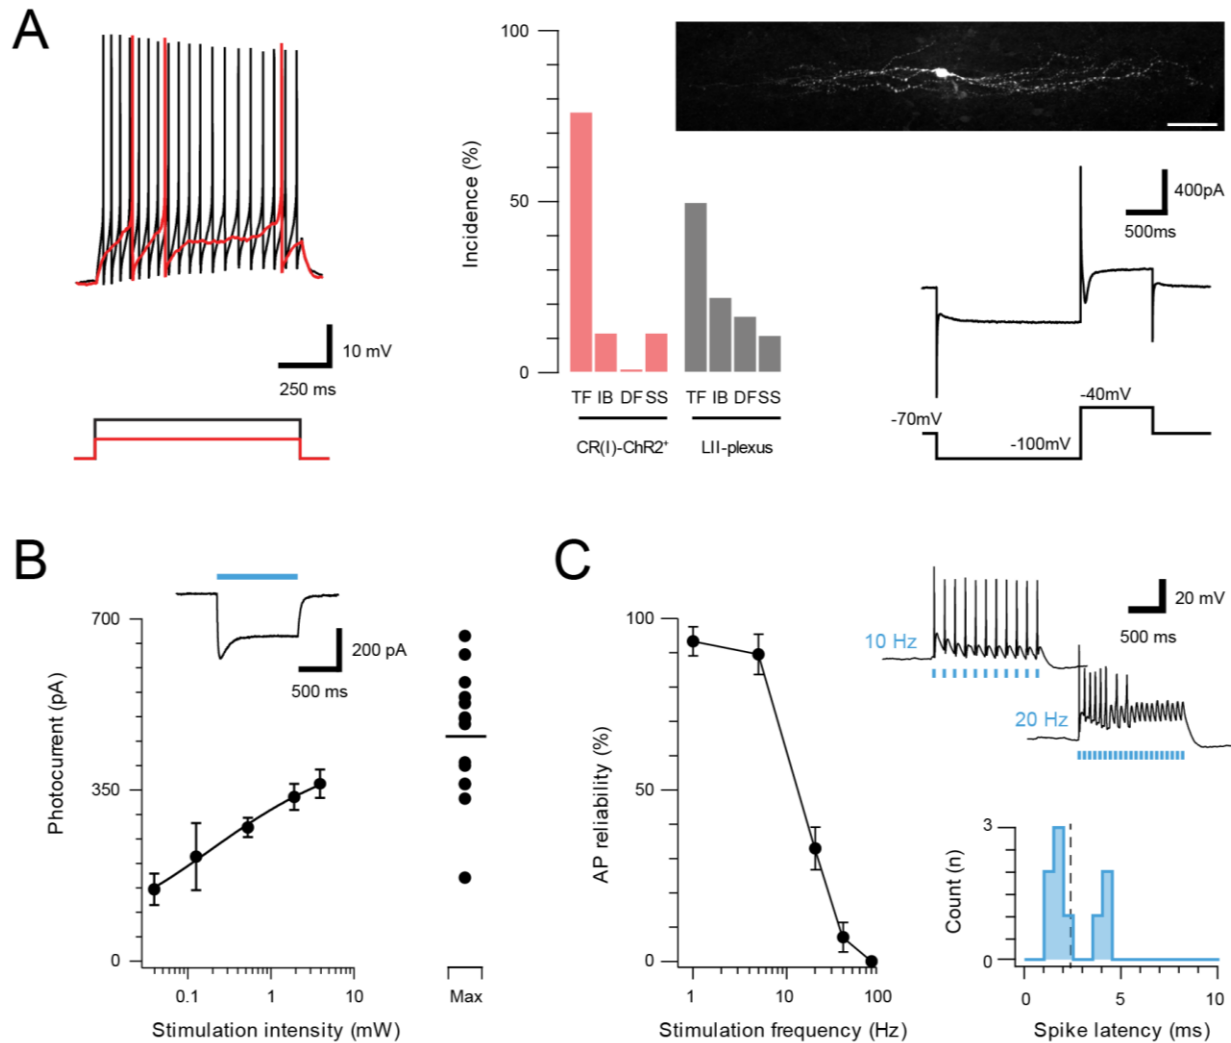 A
10 mV
250 ms
Incidence (%)
100
50
0
TF IB DF SS
TF IB DF SS
CR(I)-ChR2⁺
LII-plexus
400pA
500ms
-70mV
-100mV
-40mV
B
Photocurrent (pA)
700
350
0
200 pA
500 ms
0.1
1
10
Max
Stimulation intensity (mW)
C
AP reliability (%)
100
50
0
1
10
100
Stimulation frequency (Hz)
10 Hz
20 mV
500 ms
20 Hz
Count (n)
3
0
0
5
10
Spike latency (ms)